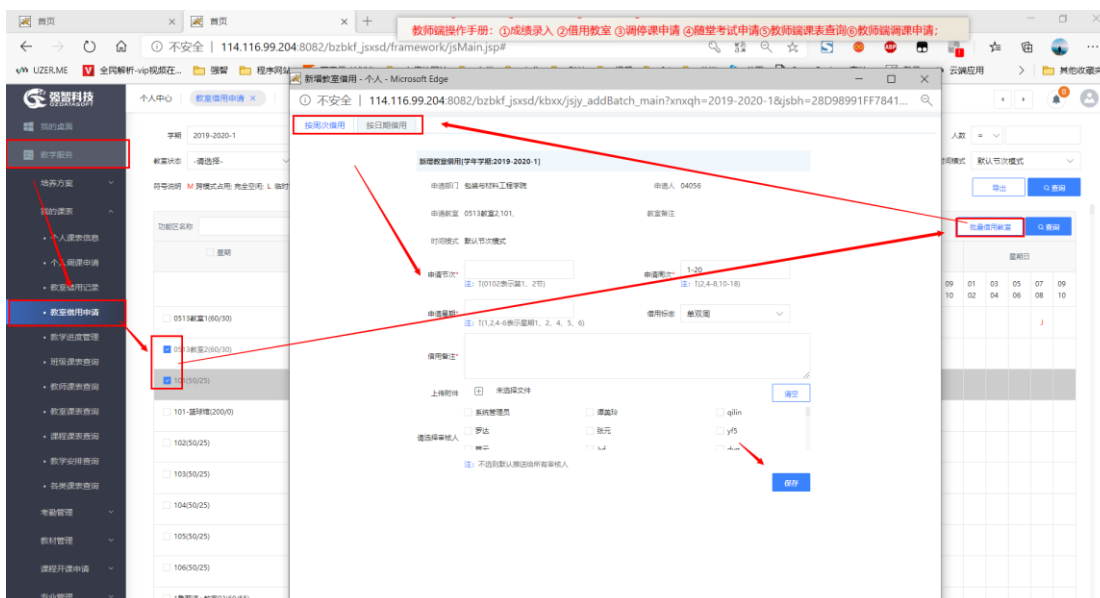 首页
首页
教师端操作手册：①成绩录入 ②借用教室 ③调停课申请 ④随堂考试申请⑤教师端课表查询⑥教师端调课申请;
不安全 | 114.116.99.204:8082/bzbkf_jsxsd/framework/jsMain.jsp#
UZER.ME
全民解析-vip视频在...
强智
程序网站
云端应用
其他收藏夹
新增教室借用 - 个人 - Microsoft Edge
不安全 | 114.116.99.204:8082/bzbkf_jsxsd/kbxx/jsjy_addBatch_main?xnxqh=2019-2020-1&jsbh=28D98991FF7841...
强智科技
我的桌面
教学服务
培养方案
我的课表
个人课表信息
个人调课申请
教室借用记录
教室借用申请
教学进度管理
班级课表查询
教师课表查询
教室课表查询
课程课表查询
教学安排查询
各类课表查询
考勤管理
教材管理
课程开课申请
个人中心
教室借用申请 ×
学期 2019-2020-1
教室状态 -请选择-
符号说明 M 跨模式占用; 完全空闲; L 临时
功能区名称
星期
0513教室1(60/30)
0513教室2(60/30)
101(50/25)
101-篮球馆(200/0)
102(50/25)
103(50/25)
104(50/25)
105(50/25)
106(50/25)
按周次借用 按日期借用
新增教室借用[学年学期:2019-2020-1]
申请部门 包装与材料工程学院
申请人 04056
申请教室 0513教室2,101,
教室备注
时间模式 默认节次模式
申请节次*
注: ①(0102表示第1、2节)
申请周次* 1-20
注: ①(2,4-8,10-18)
申请星期*
注: ①(1,2,4-6表示星期1、2、4、5、6)
借用标志 单双周
借用备注*
上传附件 未选择文件
清空
请选择审核人
系统管理员 谭美玲 qilin
罗达 张元 yf5
注: 不选则默认推送给所有审核人
保存
人数 =
间模式 默认节次模式
导出 查询
批量借用教室 查询
星期日
09 01 03 05 07 09
10 02 04 06 08 10
J